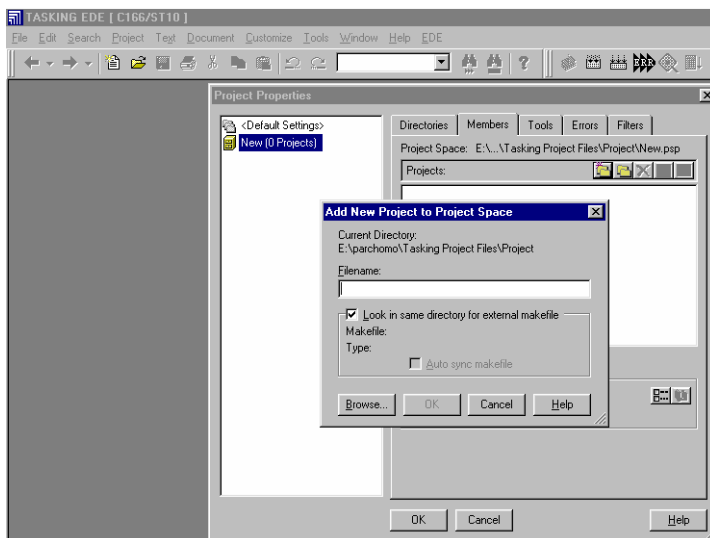 TASKING EDE [ C166/ST10 ]
File Edit Search Project Text Document Customize Tools Window Help EDE
ERR
Project Properties
<Default Settings>
New (0 Projects)
Directories Members Tools Errors Filters
Project Space: E:\...\Tasking Project Files\Project\New.psp
Projects:
Add New Project to Project Space
Current Directory:
E:\parchomo\Tasking Project Files\Project
Filename:
Look in same directory for external makefile
Makefile:
Type:
Auto sync makefile
Browse... OK Cancel Help
OK Cancel Help